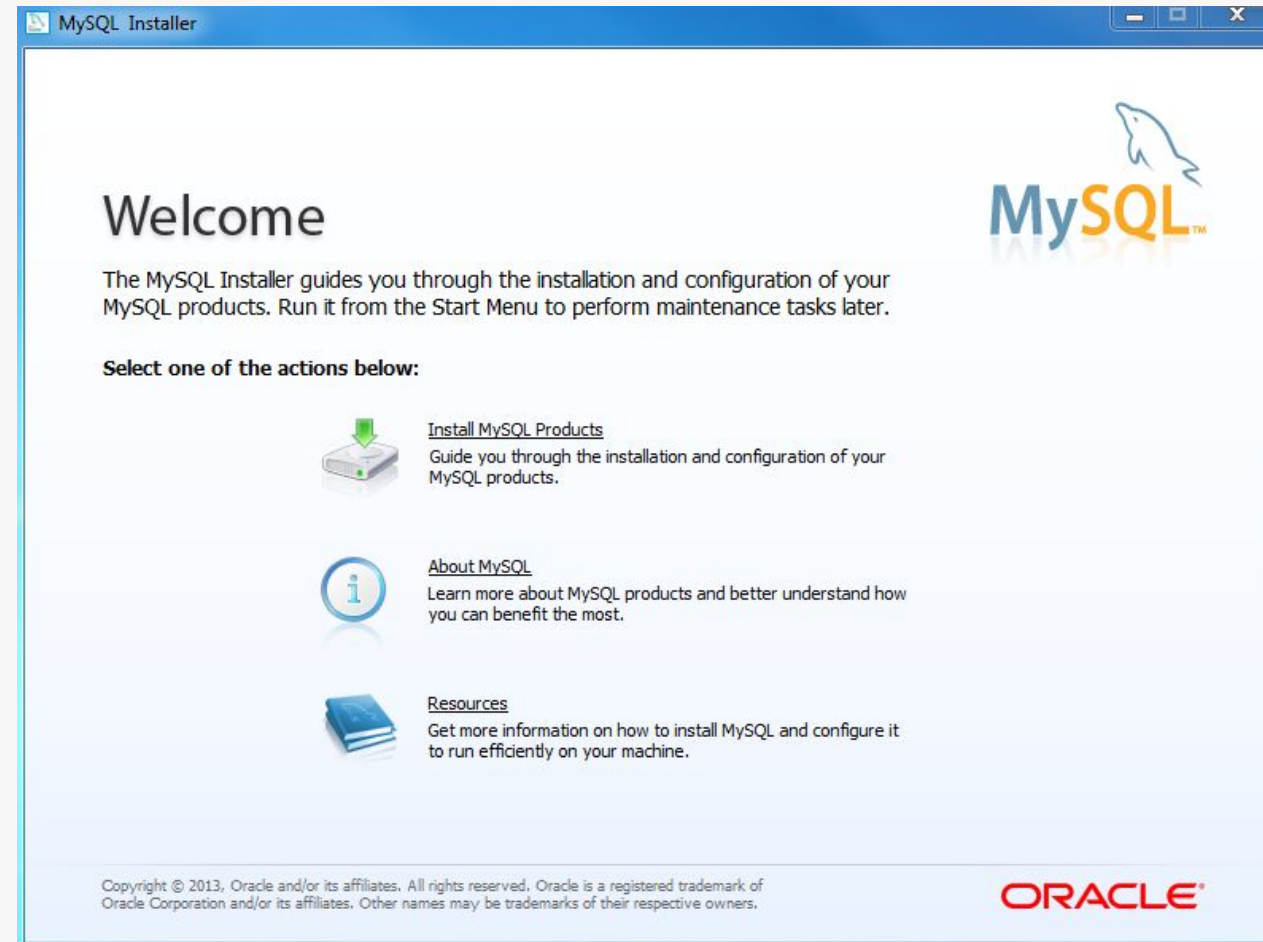 MySQL Installer
MySQL™
Welcome
The MySQL Installer guides you through the installation and configuration of your
MySQL products. Run it from the Start Menu to perform maintenance tasks later.
Select one of the actions below:
Install MySQL Products
Guide you through the installation and configuration of your
MySQL products.
About MySQL
Learn more about MySQL products and better understand how
you can benefit the most.
Resources
Get more information on how to install MySQL and configure it
to run efficiently on your machine.
Copyright © 2013, Oracle and/or its affiliates. All rights reserved. Oracle is a registered trademark of
Oracle Corporation and/or its affiliates. Other names may be trademarks of their respective owners.
ORACLE®